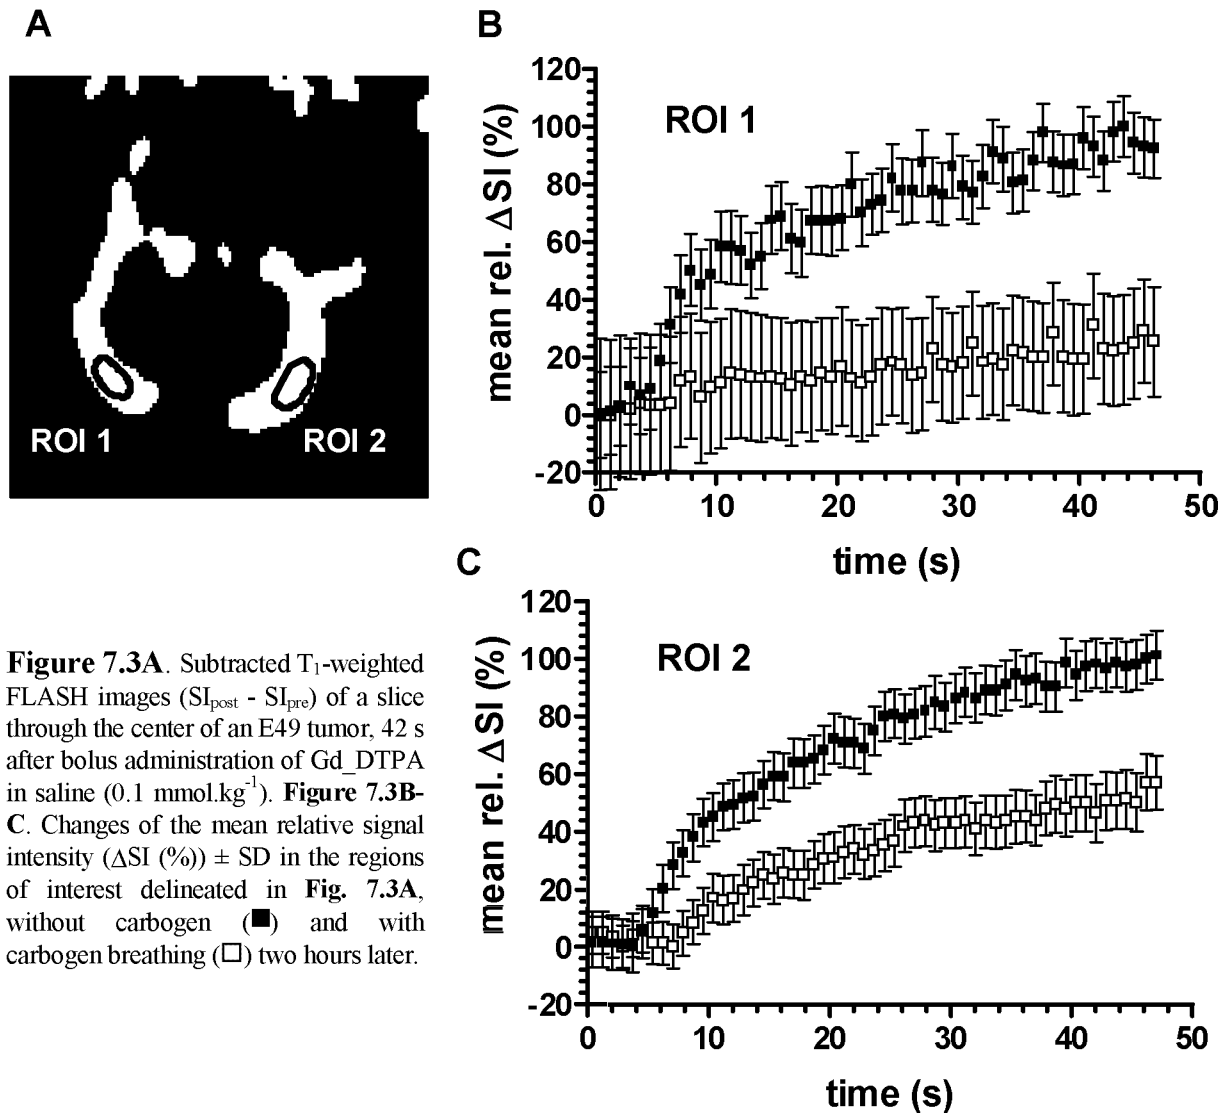 A
ROI 1
ROI 2
B
ROI 1
mean rel. ΔSI (%)
120
100
80
60
40
20
0
-20
0 10 20 30 40 50
time (s)
C
ROI 2
mean rel. ΔSI (%)
120
100
80
60
40
20
0
-20
0 10 20 30 40 50
time (s)
Figure 7.3A. Subtracted T1-weighted
FLASH images (SIpost - SIpre) of a slice
through the center of an E49 tumor, 42 s
after bolus administration of Gd_DTPA
in saline (0.1 mmol.kg-1). Figure 7.3B-
C. Changes of the mean relative signal
intensity (ΔSI (%)) ± SD in the regions
of interest delineated in Fig. 7.3A,
without carbogen (■) and with
carbogen breathing (□) two hours later.